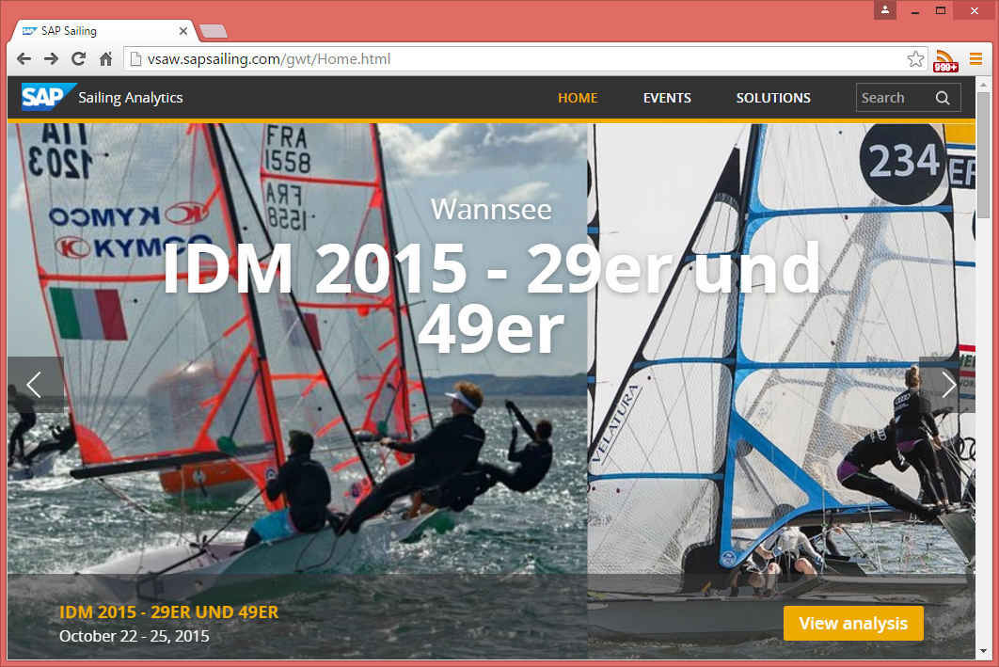 SAP Sailing
vsaw.sapsailing.com/gwt/Home.html
999+
SAP Sailing Analytics
HOME
EVENTS
SOLUTIONS
Search
ITA
1203
FRA
1558
FRA
1558
KYMCO
KYMCO
234
Wannsee
IDM 2015 - 29er und
49er
VELATURA
IDM 2015 - 29ER UND 49ER
October 22 - 25, 2015
View analysis